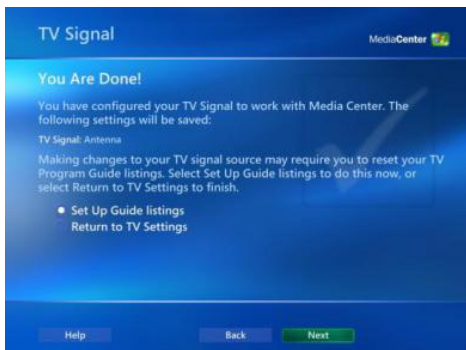 TV Signal
MediaCenter
You Are Done!
You have configured your TV Signal to work with Media Center. The
following settings will be saved:
TV Signal: Antenna
Making changes to your TV signal source may require you to reset your TV
Program Guide listings. Select Set Up Guide listings to do this now, or
select Return to TV Settings to finish.
Set Up Guide listings
Return to TV Settings
Help
Back
Next